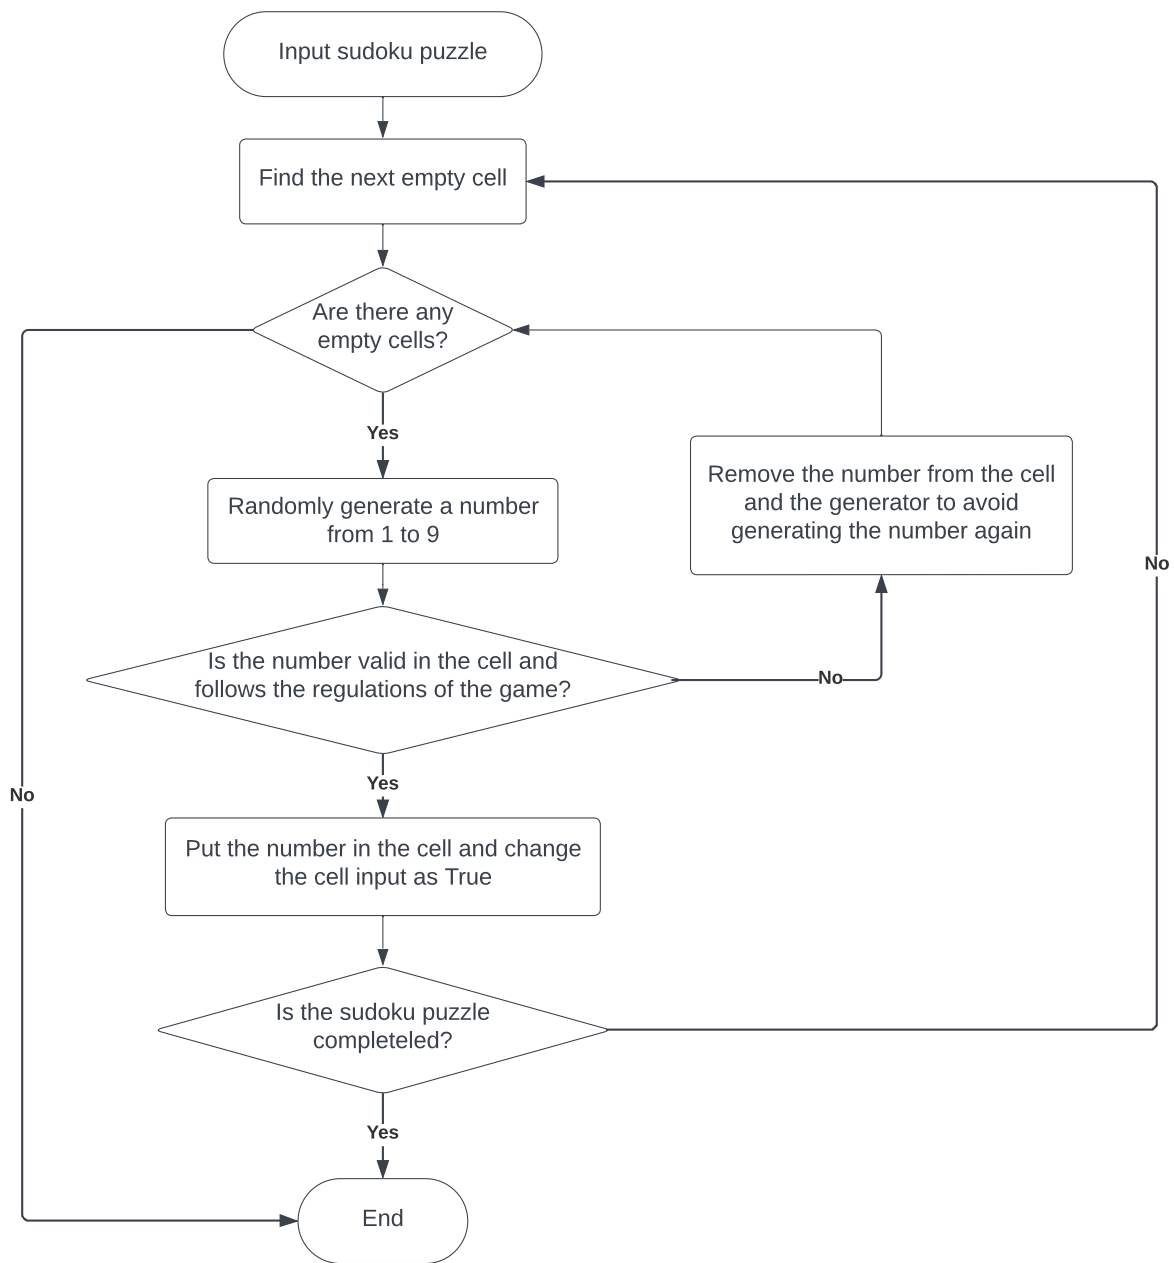 Input sudoku puzzle
Find the next empty cell
Are there any
empty cells?
Yes
Randomly generate a number
from 1 to 9
Remove the number from the cell
and the generator to avoid
generating the number again
No
Is the number valid in the cell and
follows the regulations of the game?
No
Yes
No
Put the number in the cell and change
the cell input as True
Is the sudoku puzzle
completeled?
Yes
End